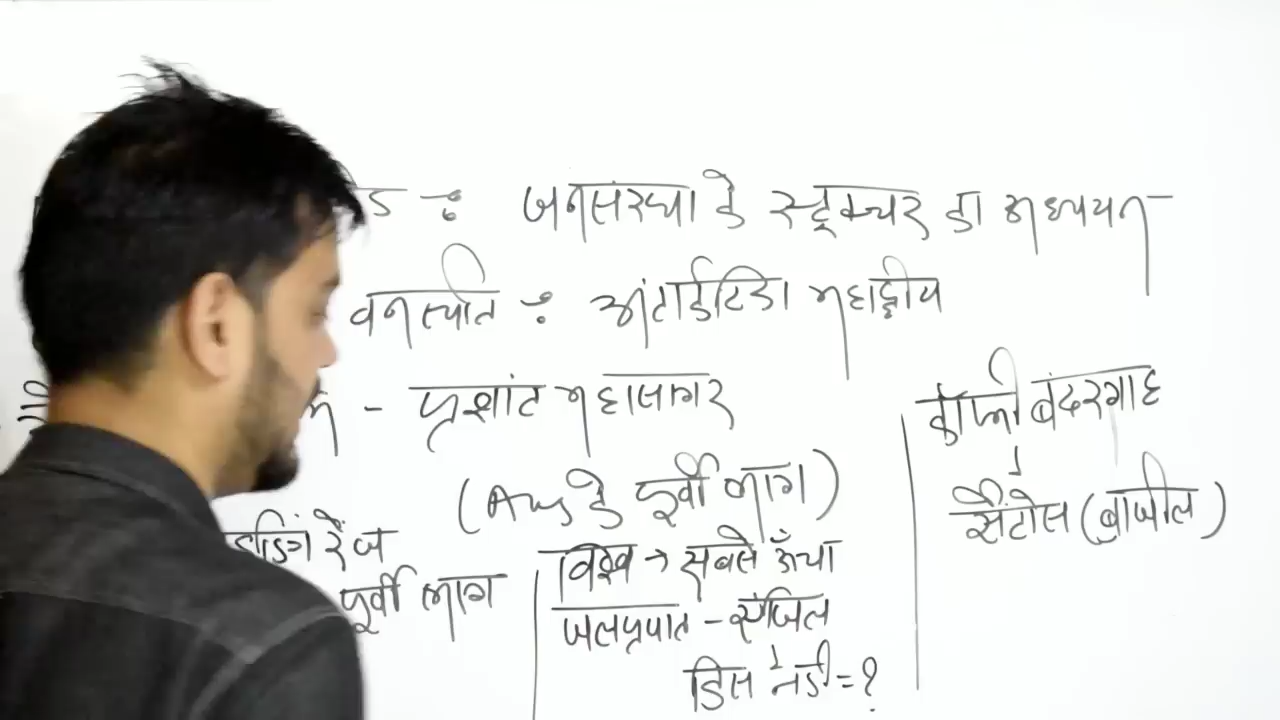 ड : जनसंख्या के स्ट्रक्चर का अध्ययन
वनस्पति : अंटार्कटिका महाद्वीप
- प्रशांत महासागर
(Aus के पूर्वी भाग)
रेंज
पूर्वी भाग
विश्व → सबसे ऊँचा
जलप्रपात - एंजिल
↓
किस नदी = ?
कॉफी बंदरगाह
↓
सैंटोस (ब्राजील)